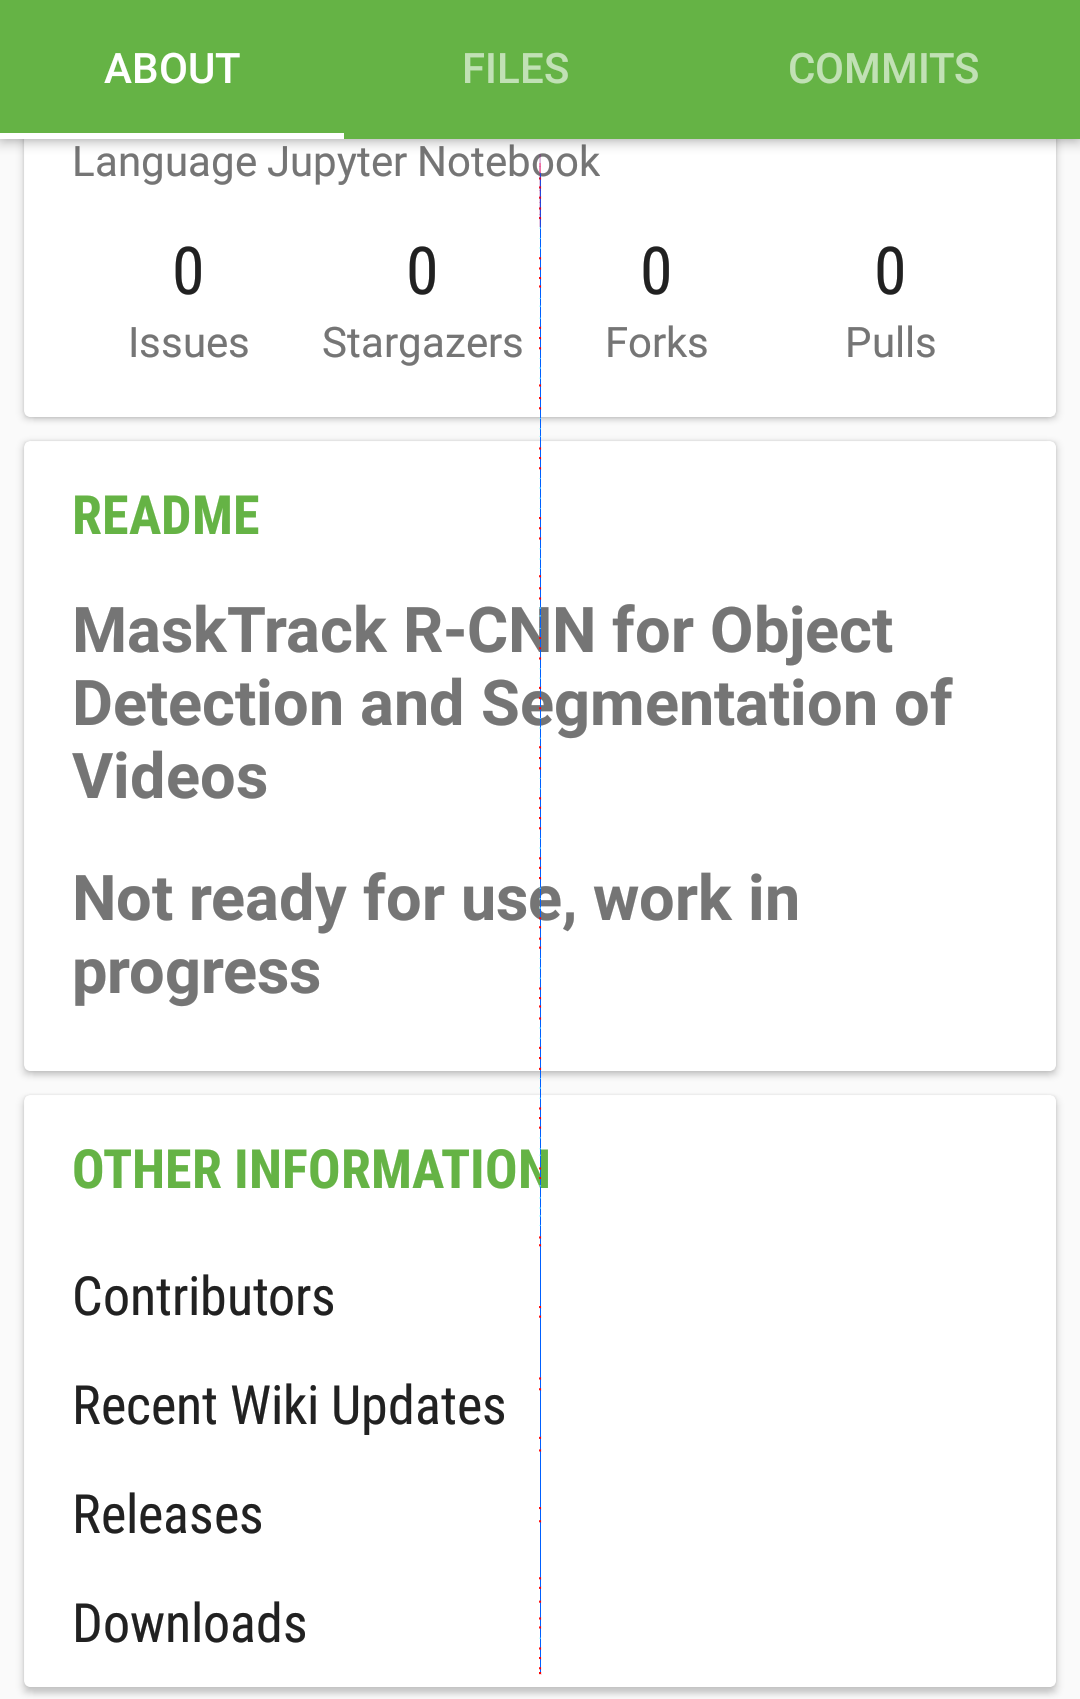 ABOUT FILES COMMITS
Language Jupyter Notebook
0 0 0 0
Issues Stargazers Forks Pulls
README
MaskTrack R-CNN for Object
Detection and Segmentation of
Videos
Not ready for use, work in
progress
OTHER INFORMATION
Contributors
Recent Wiki Updates
Releases
Downloads